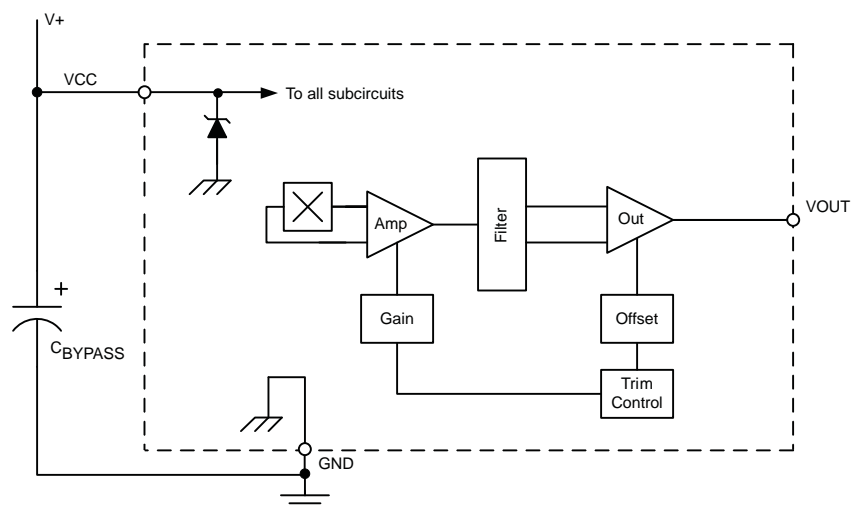 V+
VCC
To all subcircuits
Amp
Filter
Out
VOUT
+
Gain
Offset
CBYPASS
Trim
Control
GND